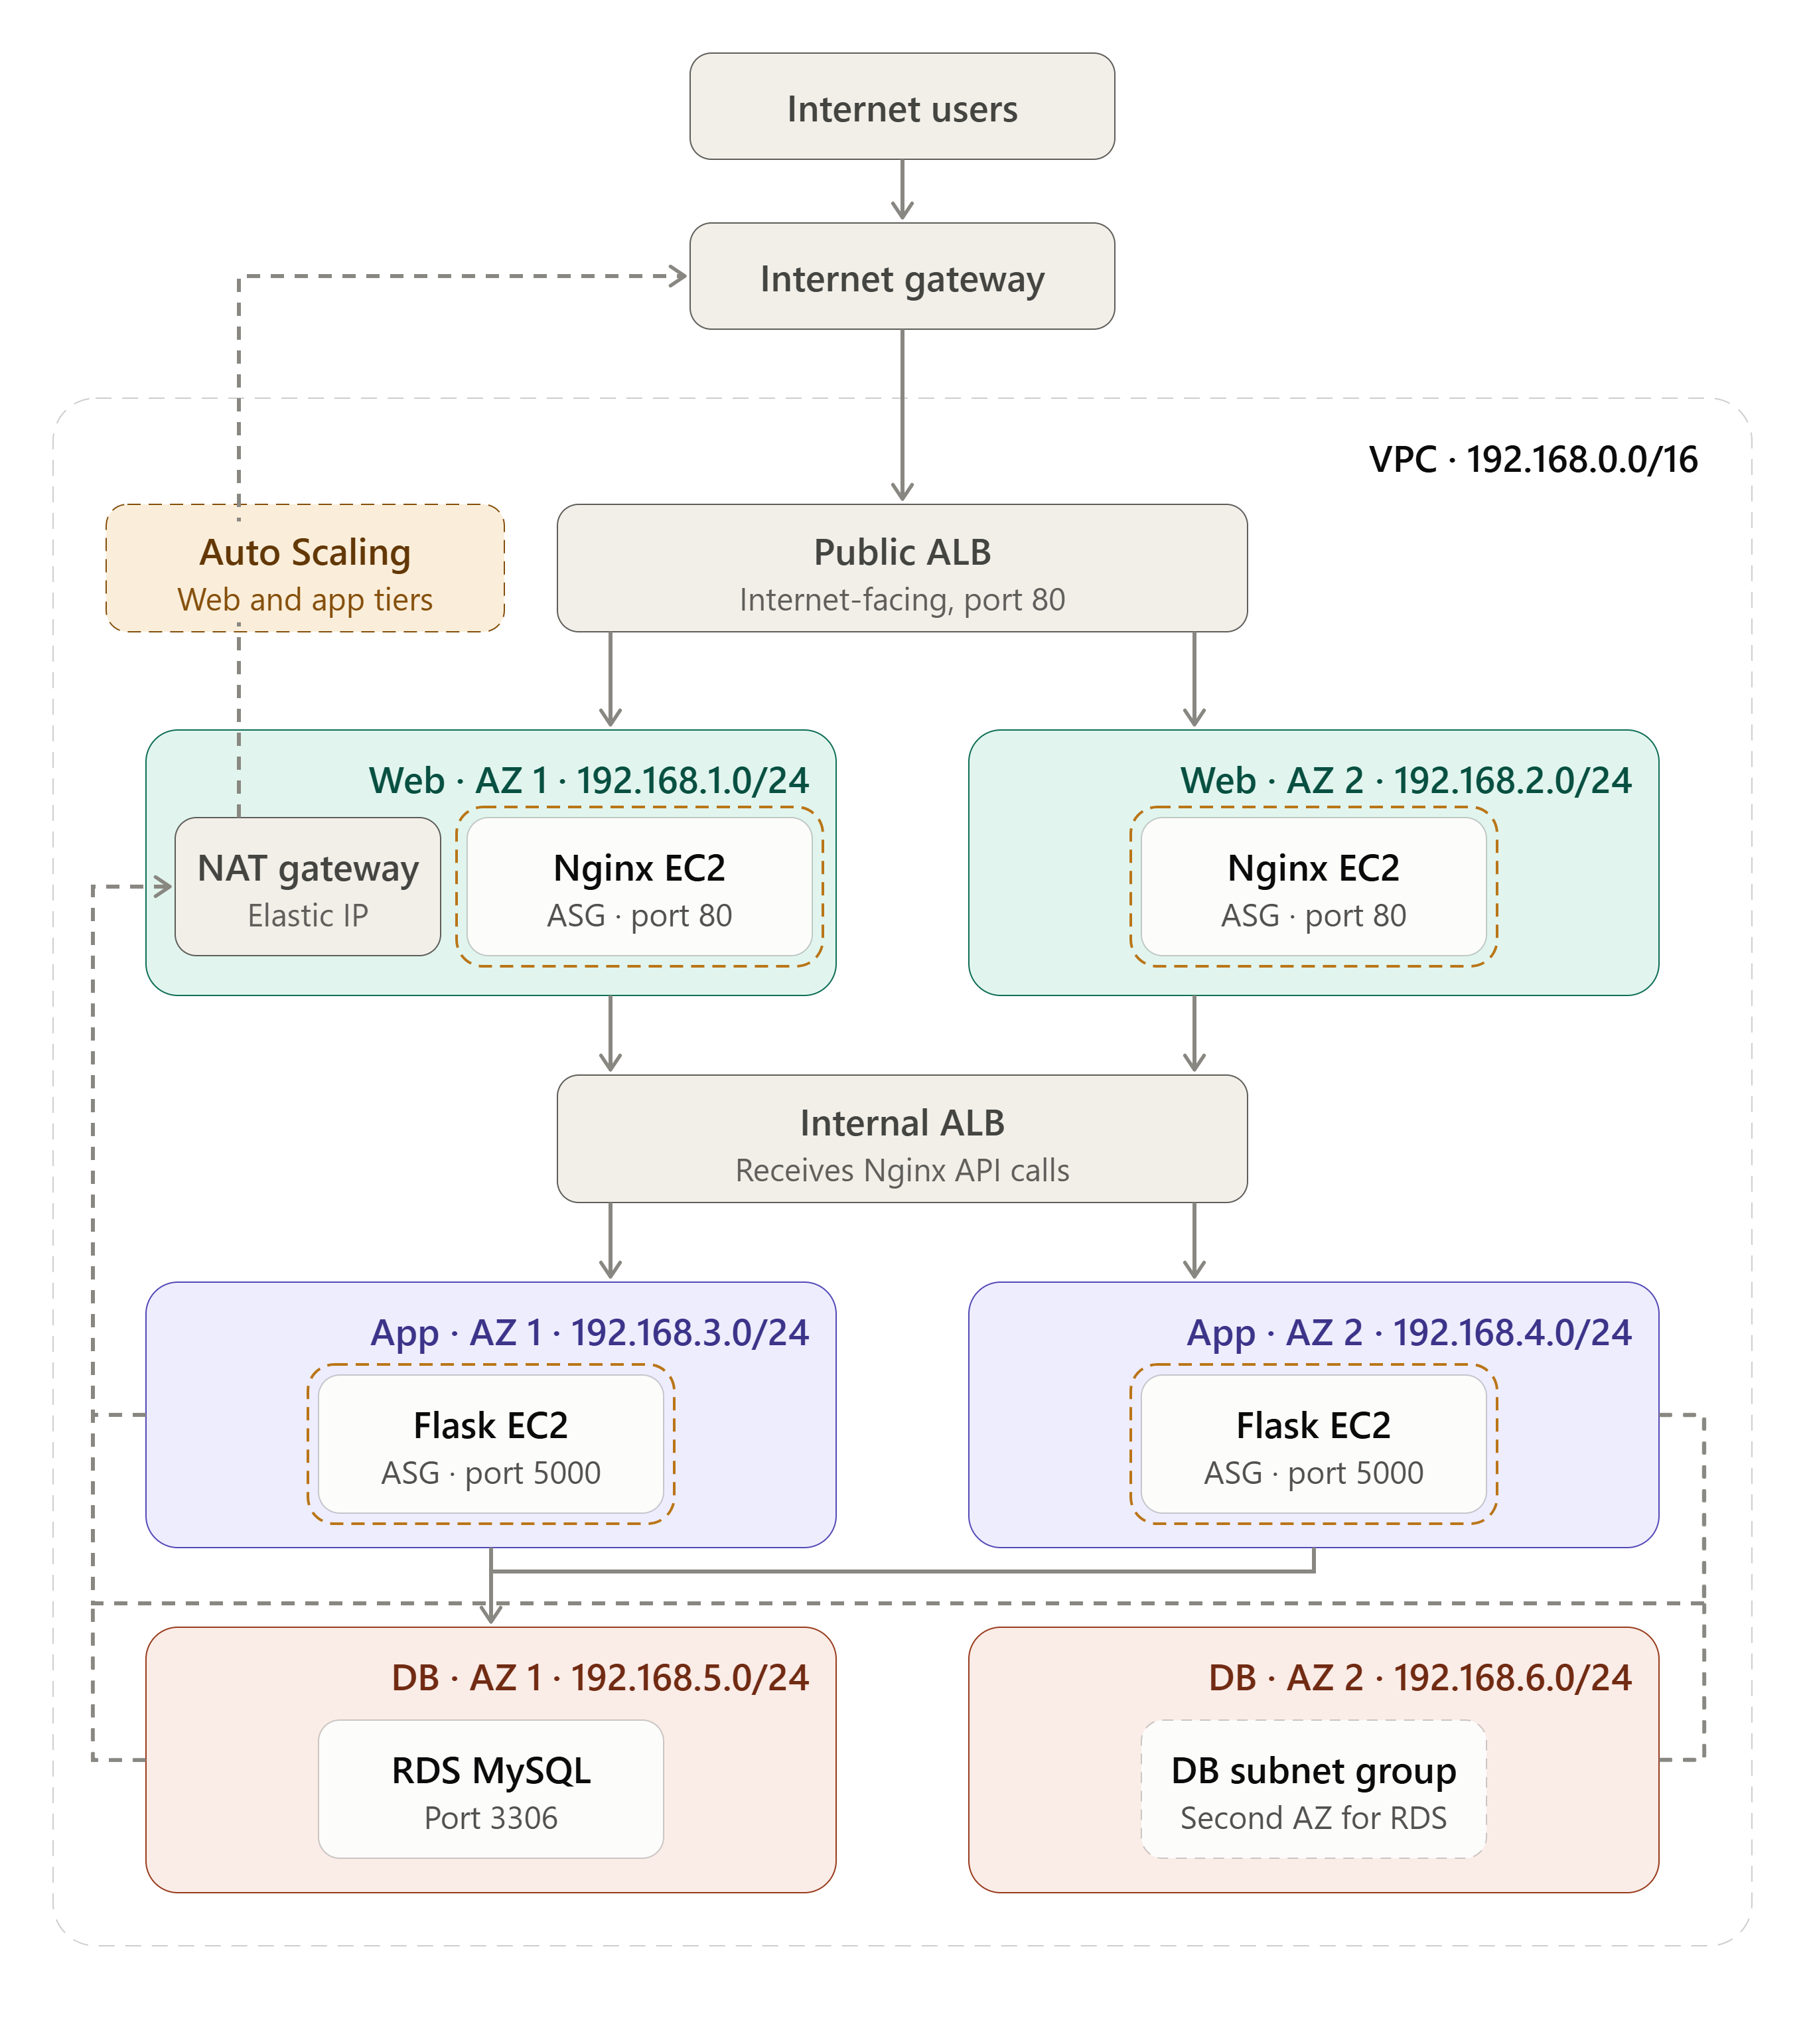 Internet users
Internet gateway
VPC · 192.168.0.0/16
Auto Scaling
Web and app tiers
Public ALB
Internet-facing, port 80
Web · AZ 1 · 192.168.1.0/24
NAT gateway
Elastic IP
Nginx EC2
ASG · port 80
Web · AZ 2 · 192.168.2.0/24
Nginx EC2
ASG · port 80
Internal ALB
Receives Nginx API calls
App · AZ 1 · 192.168.3.0/24
Flask EC2
ASG · port 5000
App · AZ 2 · 192.168.4.0/24
Flask EC2
ASG · port 5000
DB · AZ 1 · 192.168.5.0/24
RDS MySQL
Port 3306
DB · AZ 2 · 192.168.6.0/24
DB subnet group
Second AZ for RDS